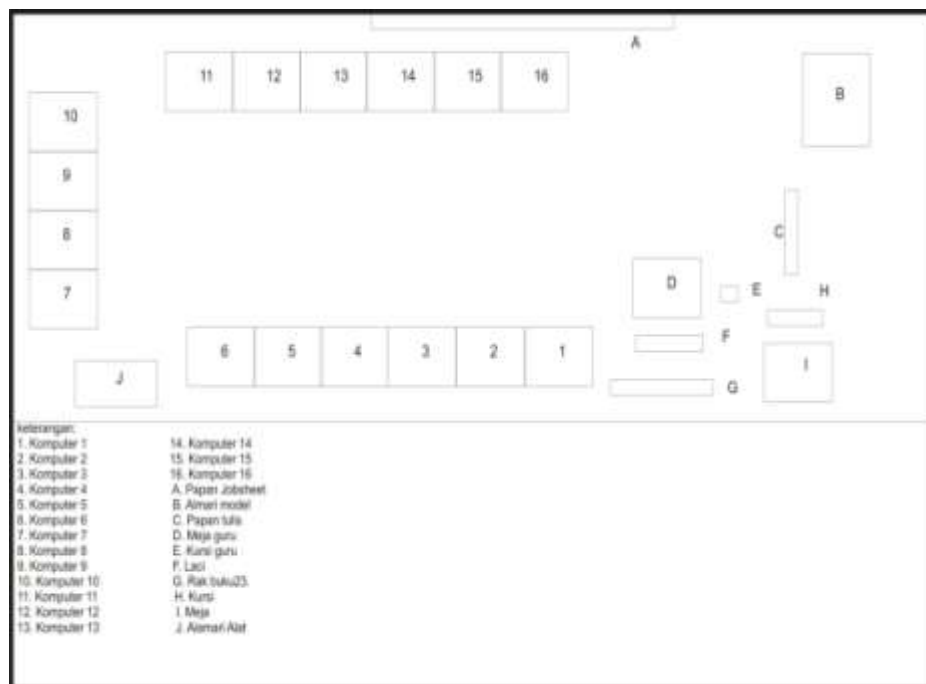 A
11 12 13 14 15 16
B
10
9
8
7
C
D
E
H
F
6 5 4 3 2 1
G
I
J
keterangan:
1. Komputer 1
2. Komputer 2
3. Komputer 3
4. Komputer 4
5. Komputer 5
6. Komputer 6
7. Komputer 7
8. Komputer 8
9. Komputer 9
10. Komputer 10
11. Komputer 11
12. Komputer 12
13. Komputer 13
14. Komputer 14
15. Komputer 15
16. Komputer 16
A. Papan Jobsheet
B. Almari model
C. Papan tulis
D. Meja guru
E. Kursi guru
F. Laci
G. Rak buku23.
H. Kursi
I. Meja
J. Alamari Alat